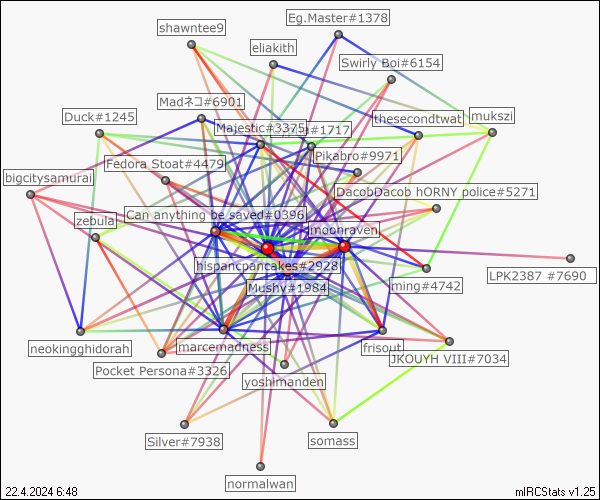 Eg.Master#1378
shawntee9
eliakith
Swirly Boi#6154
Madネコ#6901
Duck#1245
thesecondtwat
mukszi
Majestic#3375
#1717
Pikabro#9971
Fedora Stoat#4479
bigcitysamurai
DacobDacob hORNY police#5271
Can anything be saved#0396
zebula
moonraven
hispancpancakes#2928
LPK2387 #7690
Mushy#1984
ming#4742
marcemadness
frisout
neokingghidorah
JKOUYH VIII#7034
Pocket Persona#3326
yoshimanden
Silver#7938
somass
normalwan
22.4.2024 6:48
mIRCStats v1.25